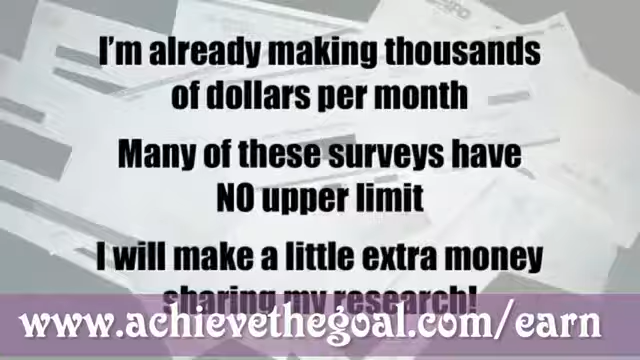 I'm already making thousands
of dollars per month
Many of these surveys have
NO upper limit
I will make a little extra money
sharing my research!
www.achievethegoal.com/earn